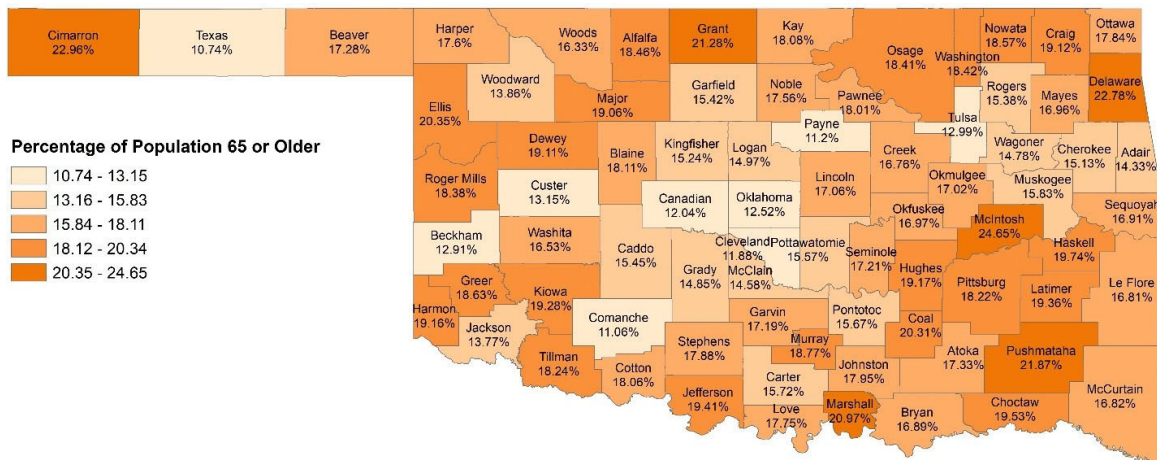 Cimarron
22.96%
Texas
10.74%
Beaver
17.28%
Harper
17.6%
Woods
16.33%
Alfalfa
18.46%
Grant
21.28%
Kay
18.08%
Osage
18.41%
Washington
18.42%
Nowata
18.57%
Craig
19.12%
Ottawa
17.84%
Woodward
13.86%
Ellis
20.35%
Major
19.06%
Garfield
15.42%
Noble
17.56%
Pawnee
18.01%
Rogers
15.38%
Mayes
16.96%
Delaware
22.78%
Tulsa
12.99%
Payne
11.2%
Percentage of Population 65 or Older
10.74 - 13.15
13.16 - 15.83
15.84 - 18.11
18.12 - 20.34
20.35 - 24.65
Dewey
19.11%
Blaine
18.11%
Kingfisher
15.24%
Logan
14.97%
Creek
16.76%
Wagoner
14.78%
Cherokee
15.13%
Adair
14.33%
Roger Mills
18.38%
Custer
13.15%
Canadian
12.04%
Oklahoma
12.52%
Lincoln
17.06%
Okmulgee
17.02%
Muskogee
15.83%
Okfuskee
16.97%
McIntosh
24.65%
Sequoyah
16.91%
Beckham
12.91%
Washita
16.53%
Caddo
15.45%
Grady
14.85%
Cleveland
11.88%
McClain
14.58%
Pottawatomie
15.57%
Seminole
17.21%
Hughes
19.17%
Pittsburg
18.22%
Haskell
19.74%
Latimer
19.36%
Le Flore
16.81%
Greer
18.63%
Kiowa
19.28%
Harmon
19.16%
Jackson
13.77%
Comanche
11.06%
Garvin
17.19%
Pontotoc
15.67%
Coal
20.31%
Tillman
18.24%
Cotton
18.06%
Stephens
17.88%
Murray
18.77%
Johnston
17.95%
Atoka
17.33%
Pushmataha
21.87%
McCurtain
16.82%
Jefferson
19.41%
Carter
15.72%
Love
17.75%
Marshall
20.97%
Bryan
16.89%
Choctaw
19.53%